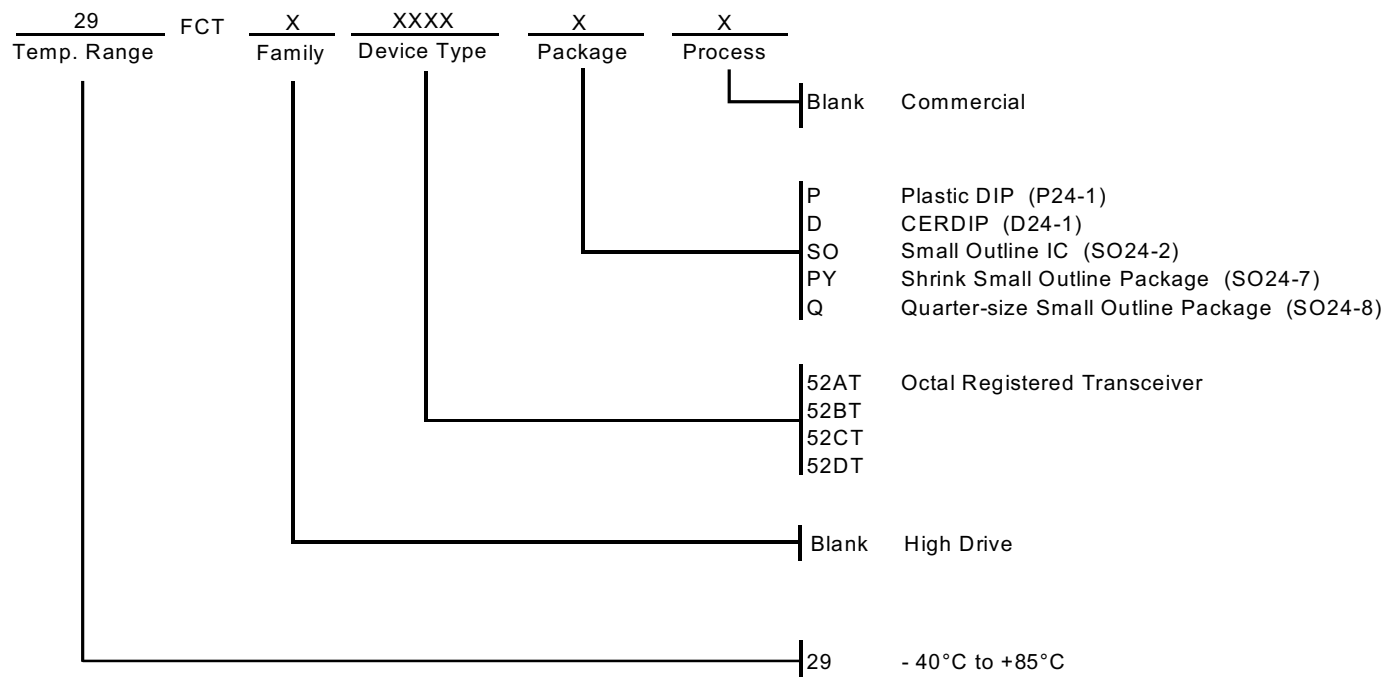 29 FCT X XXXX X X
Temp. Range Family Device Type Package Process
Blank Commercial
P Plastic DIP (P24-1)
D CERDIP (D24-1)
SO Small Outline IC (SO24-2)
PY Shrink Small Outline Package (SO24-7)
Q Quarter-size Small Outline Package (SO24-8)
52AT Octal Registered Transceiver
52BT
52CT
52DT
Blank High Drive
29 - 40°C to +85°C